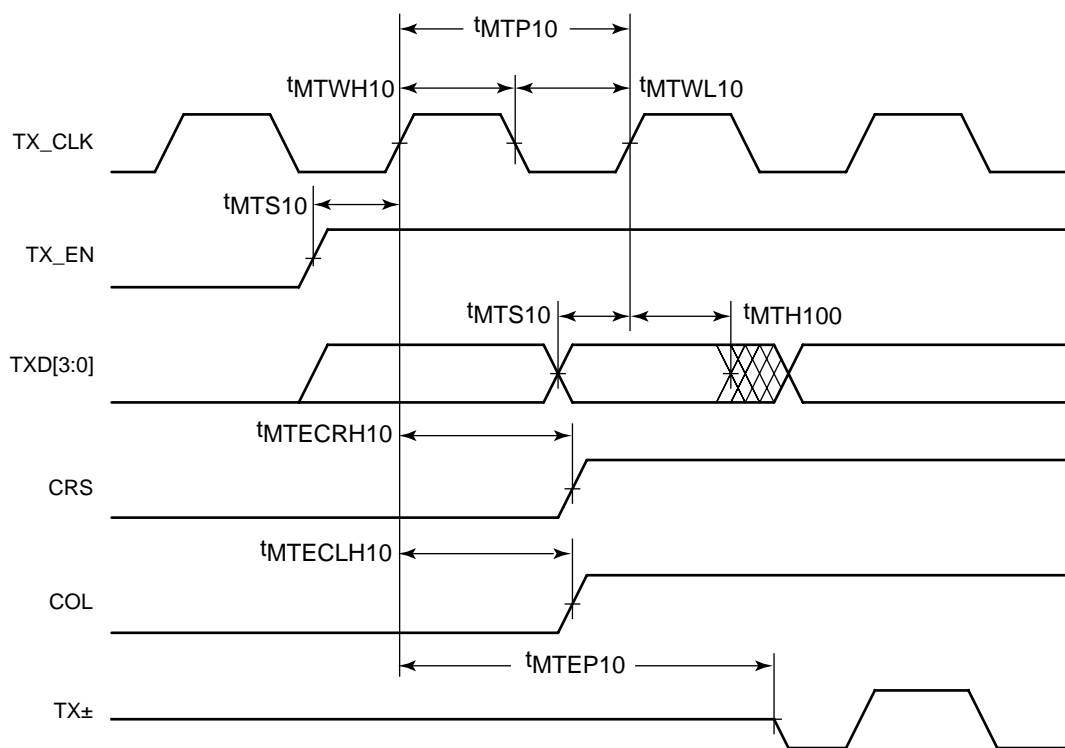 tMTP10
tMTWH10
tMTWL10
TX_CLK
tMTS10
TX_EN
tMTS10
tMTH100
TXD[3:0]
tMTECRH10
CRS
tMTECLH10
COL
tMTEP10
TX±